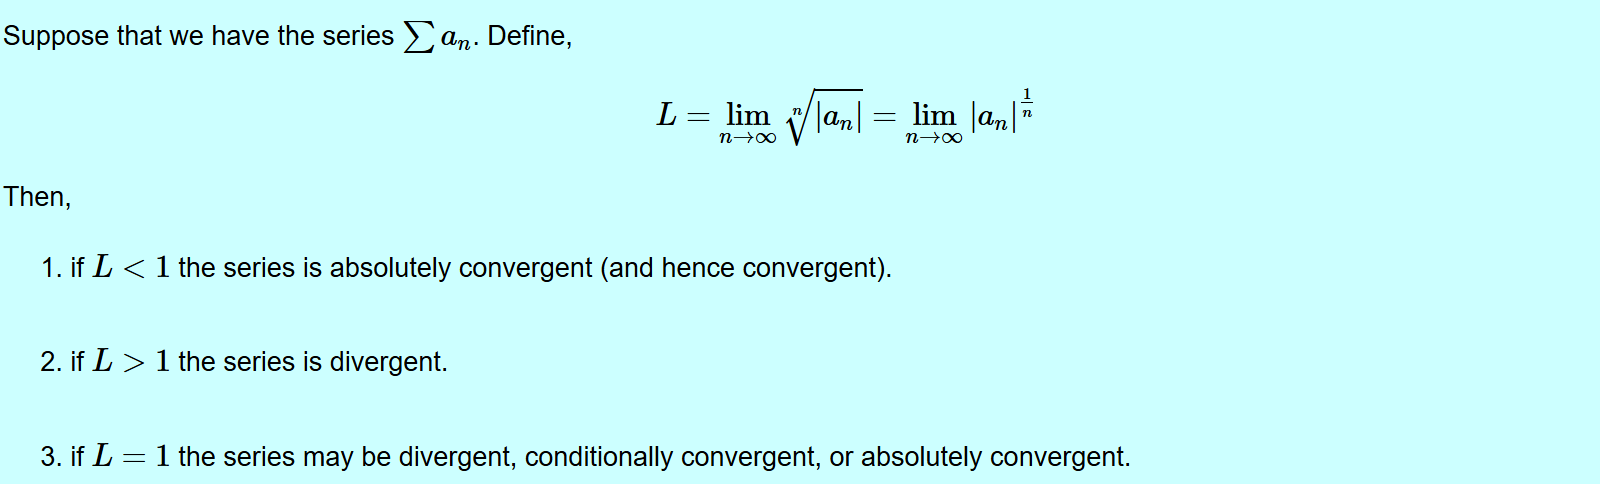 Suppose that we have the series $\sum a_n$. Define,
$$L = \lim_{n \to \infty} \sqrt[n]{|a_n|} = \lim_{n \to \infty} |a_n|^{\frac{1}{n}}$$
Then,
1. if $L < 1$ the series is absolutely convergent (and hence convergent).
2. if $L > 1$ the series is divergent.
3. if $L = 1$ the series may be divergent, conditionally convergent, or absolutely convergent.